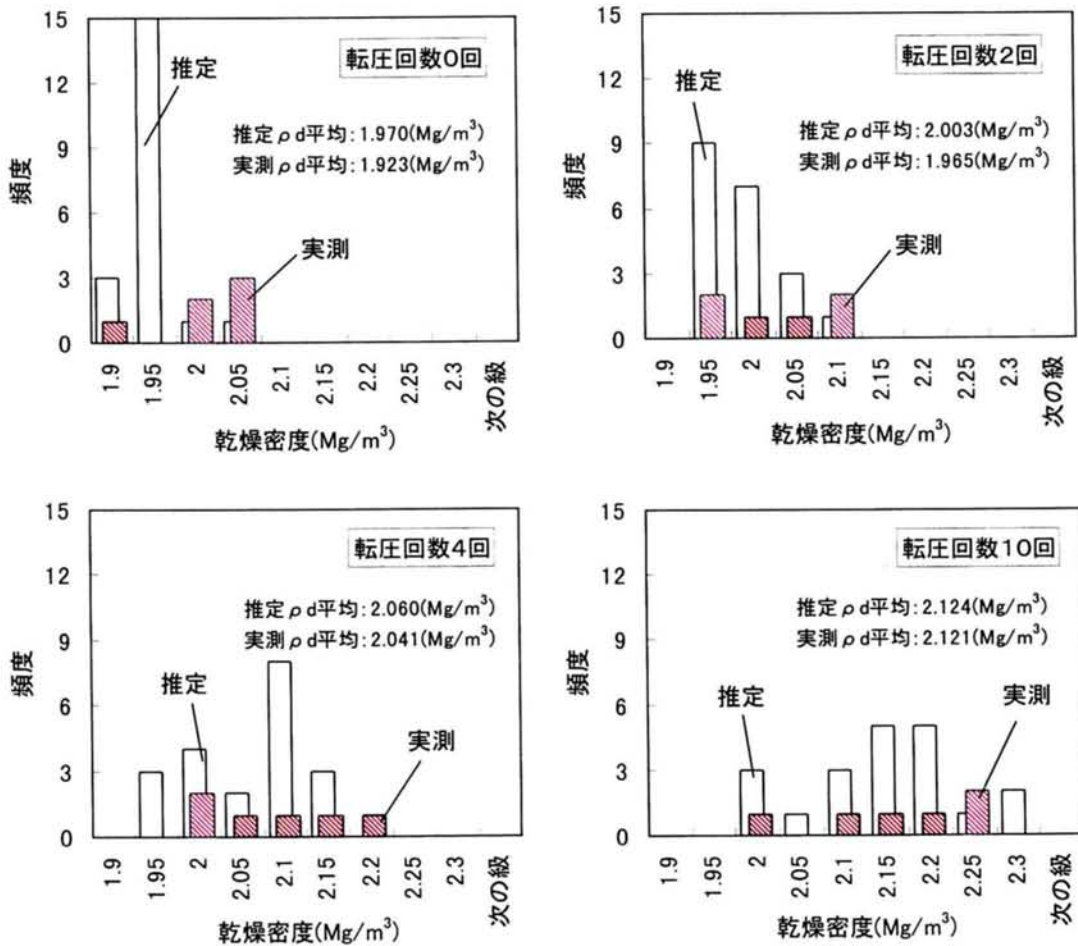 転圧回数0回
推定
推定ρd平均:1.970(Mg/m³)
実測ρd平均:1.923(Mg/m³)
実測
頻度
15
12
9
6
3
0
1.9
1.95
2
2.05
2.1
2.15
2.2
2.25
2.3
次の級
乾燥密度(Mg/m³)
転圧回数2回
推定
推定ρd平均:2.003(Mg/m³)
実測ρd平均:1.965(Mg/m³)
実測
頻度
15
12
9
6
3
0
1.9
1.95
2
2.05
2.1
2.15
2.2
2.25
2.3
次の級
乾燥密度(Mg/m³)
転圧回数4回
推定ρd平均:2.060(Mg/m³)
実測ρd平均:2.041(Mg/m³)
推定
実測
頻度
15
12
9
6
3
0
1.9
1.95
2
2.05
2.1
2.15
2.2
2.25
2.3
次の級
乾燥密度(Mg/m³)
転圧回数10回
推定ρd平均:2.124(Mg/m³)
実測ρd平均:2.121(Mg/m³)
推定
実測
頻度
15
12
9
6
3
0
1.9
1.95
2
2.05
2.1
2.15
2.2
2.25
2.3
次の級
乾燥密度(Mg/m³)